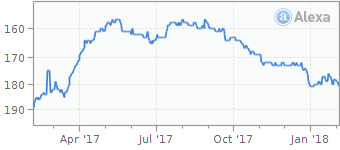 Alexa
160
170
180
190
Apr '17
Jul '17
Oct '17
Jan '18